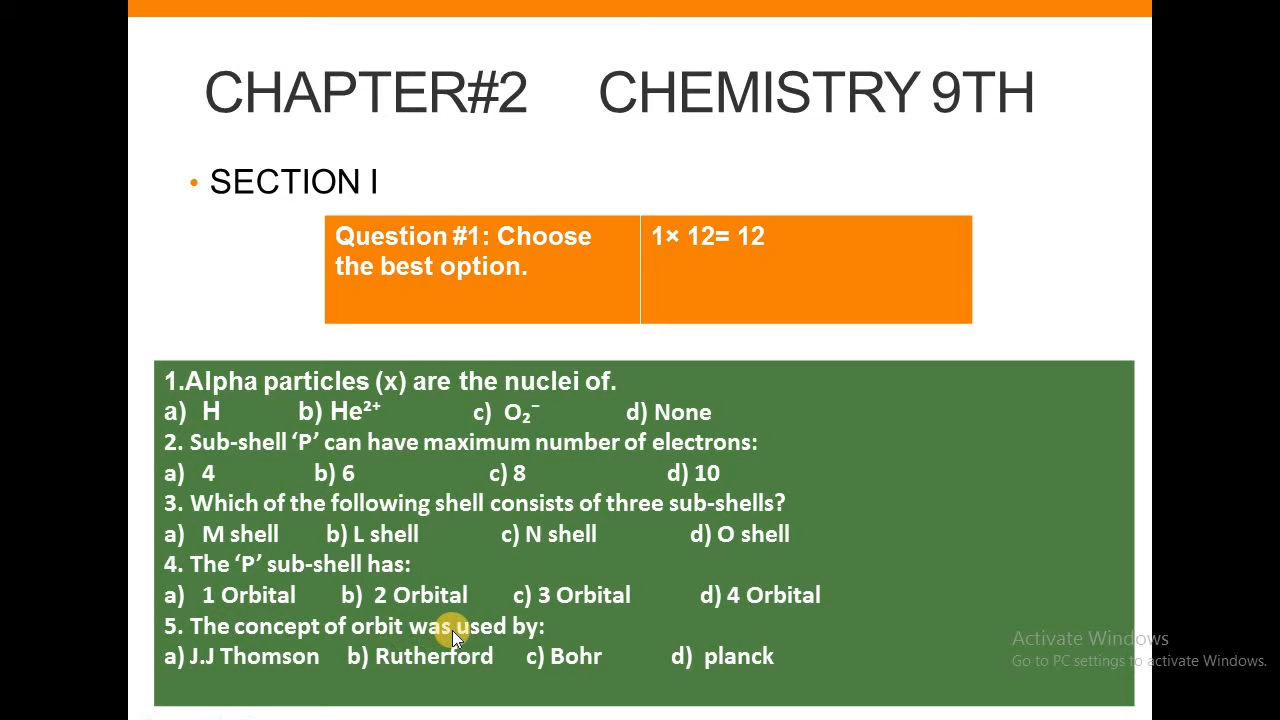 CHAPTER#2 CHEMISTRY 9TH
• SECTION I
Question #1: Choose
the best option.
1× 12= 12
1.Alpha particles (x) are the nuclei of.
a) H b) He²⁺ c) O₂⁻ d) None
2. Sub-shell ‘P’ can have maximum number of electrons:
a) 4 b) 6 c) 8 d) 10
3. Which of the following shell consists of three sub-shells?
a) M shell b) L shell c) N shell d) O shell
4. The ‘P’ sub-shell has:
a) 1 Orbital b) 2 Orbital c) 3 Orbital d) 4 Orbital
5. The concept of orbit was used by:
a) J.J Thomson b) Rutherford c) Bohr d) planck
Activate Windows
Go to PC settings to activate Windows.